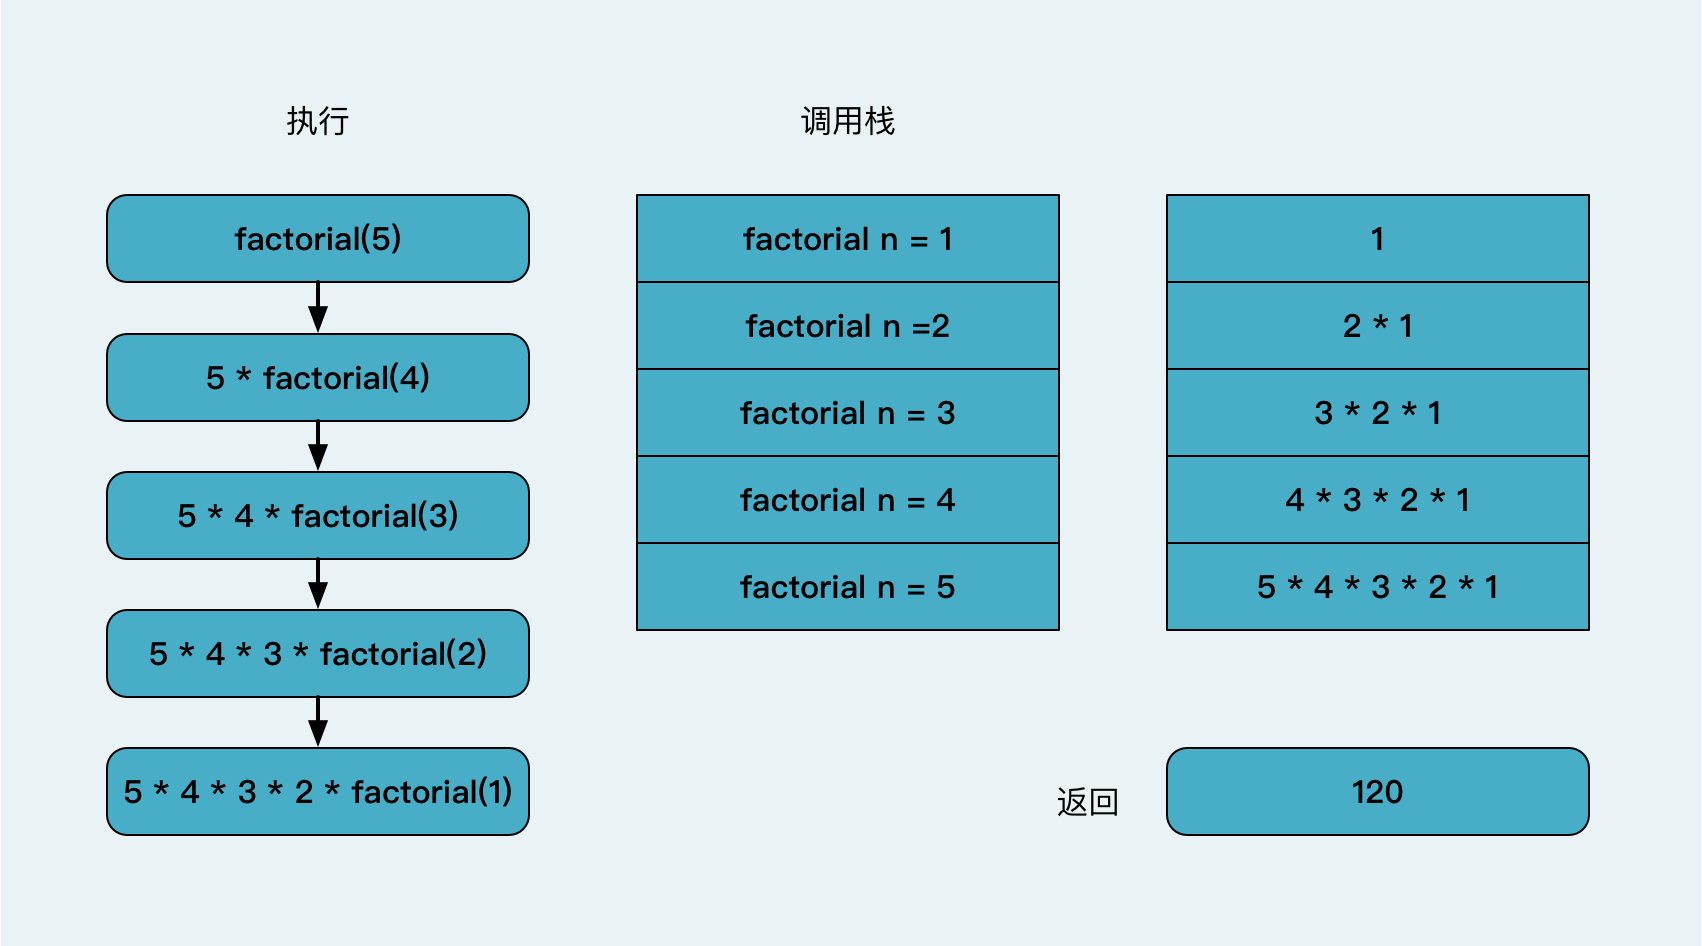 执行
factorial(5)
5 * factorial(4)
5 * 4 * factorial(3)
5 * 4 * 3 * factorial(2)
5 * 4 * 3 * 2 * factorial(1)
调用栈
factorial n = 1
factorial n =2
factorial n = 3
factorial n = 4
factorial n = 5
1
2 * 1
3 * 2 * 1
4 * 3 * 2 * 1
5 * 4 * 3 * 2 * 1
返回
120